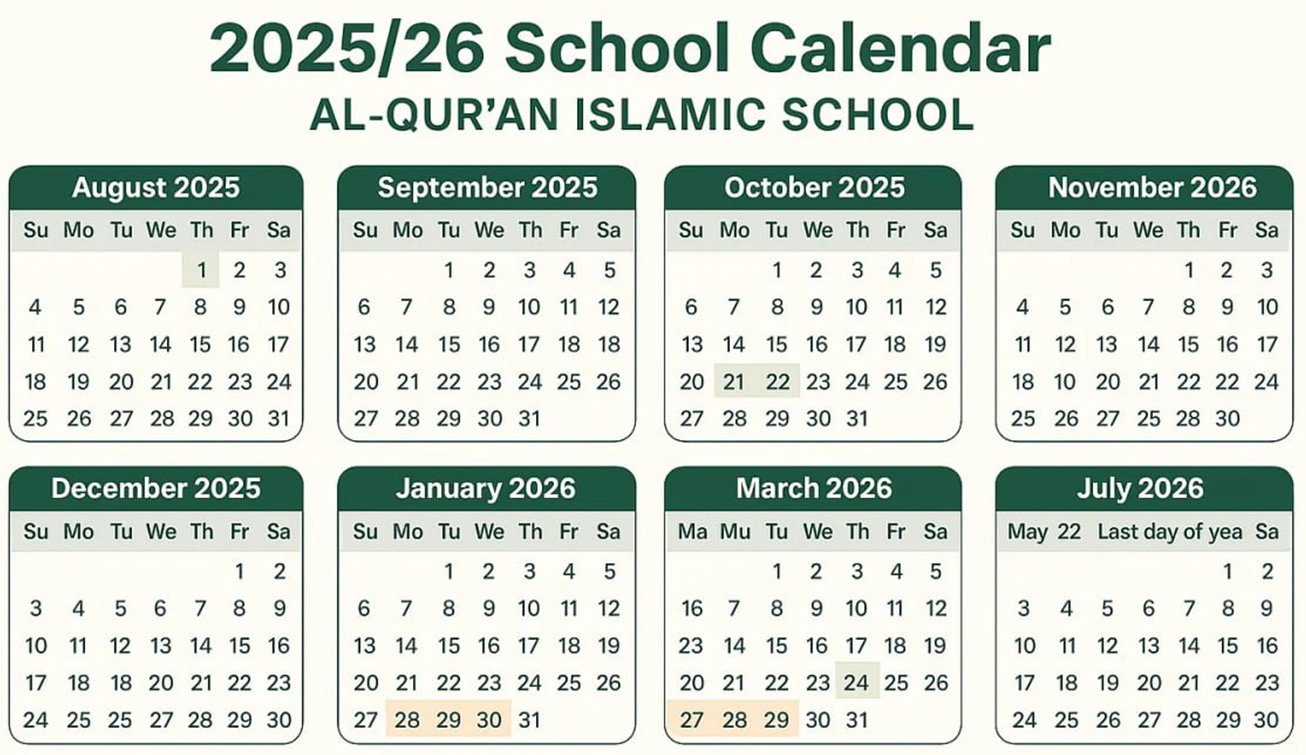 2025/26 School Calendar
AL-QUR'AN ISLAMIC SCHOOL
August 2025
Su Mo Tu We Th Fr Sa
1 2 3
4 5 6 7 8 9 10
11 12 13 14 15 16 17
18 19 20 21 22 23 24
25 26 27 28 29 30 31
September 2025
Su Mo Tu We Th Fr Sa
1 2 3 4 5
6 7 8 9 10 11 12
13 14 15 16 17 18 18
20 21 22 23 24 25 26
27 28 29 30 31
October 2025
Su Mo Tu We Th Fr Sa
1 2 3 4 5
6 7 8 9 10 11 12
13 14 15 16 17 18 19
20 21 22 23 24 25 26
27 28 29 30 31
November 2026
Su Mo Tu We Th Fr Sa
1 2 3
4 5 6 7 8 9 10
11 12 13 14 15 16 17
18 10 20 21 22 22 24
25 26 27 25 28 30
December 2025
Su Mo Tu We Th Fr Sa
1 2
3 4 5 6 7 8 9
10 11 12 13 14 15 16
17 18 18 20 21 22 23
24 25 25 27 28 29 30
January 2026
Su Mo Tu We Th Fr Sa
1 2 3 4 5
6 7 8 9 10 11 12
13 14 15 16 17 18 19
20 21 22 23 24 25 26
27 28 29 30 31
March 2026
Ma Mu Tu We Th Fr Sa
1 2 3 4 5
16 7 8 9 10 11 12
23 14 15 16 17 18 19
20 21 22 23 24 25 26
27 28 29 30 31
July 2026
May 22 Last day of yea Sa
1 2
3 4 5 6 7 8 9
10 11 12 13 14 15 16
17 18 19 20 21 22 23
24 25 26 27 28 29 30